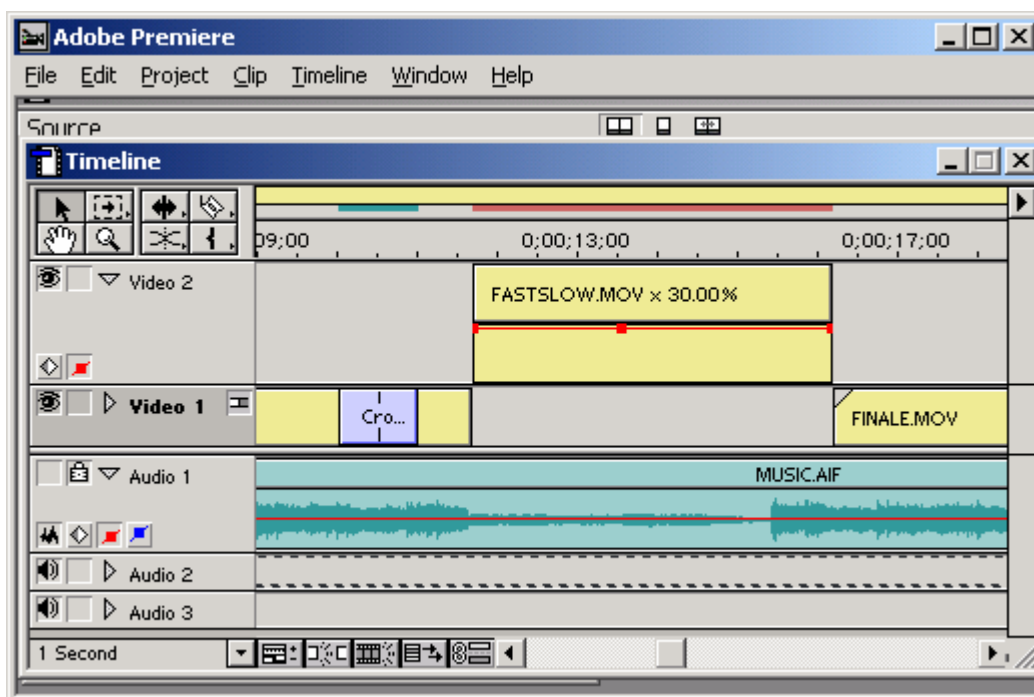 Adobe Premiere
File Edit Project Clip Timeline Window Help
Source
Timeline
09;00 0;00;13;00 0;00;17;00
Video 2
FASTSLOW.MOV x 30.00%
Video 1
Cro...
FINALE.MOV
Audio 1
MUSIC.AIF
Audio 2
Audio 3
1 Second